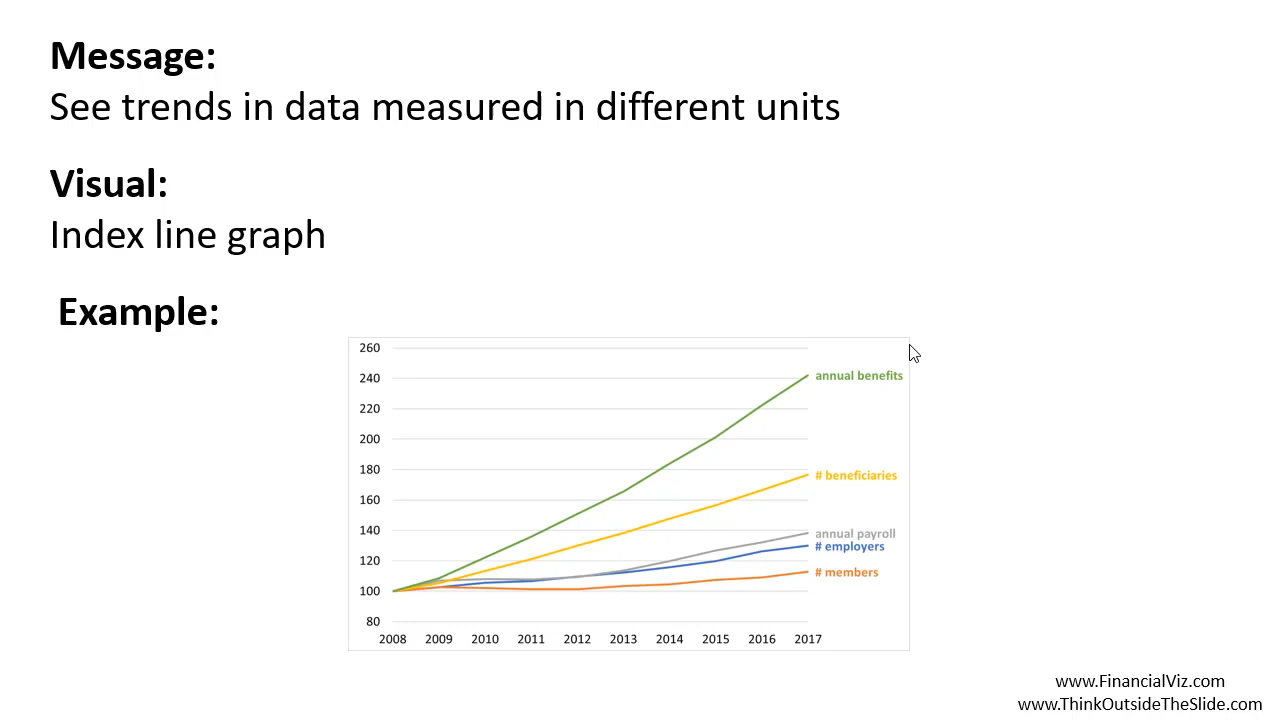 Message:
See trends in data measured in different units
Visual:
Index line graph
Example:
260
240
220
200
180
160
140
120
100
80
annual benefits
# beneficiaries
annual payroll
# employers
# members
2008 2009 2010 2011 2012 2013 2014 2015 2016 2017
www.FinancialViz.com
www.ThinkOutsideTheSlide.com